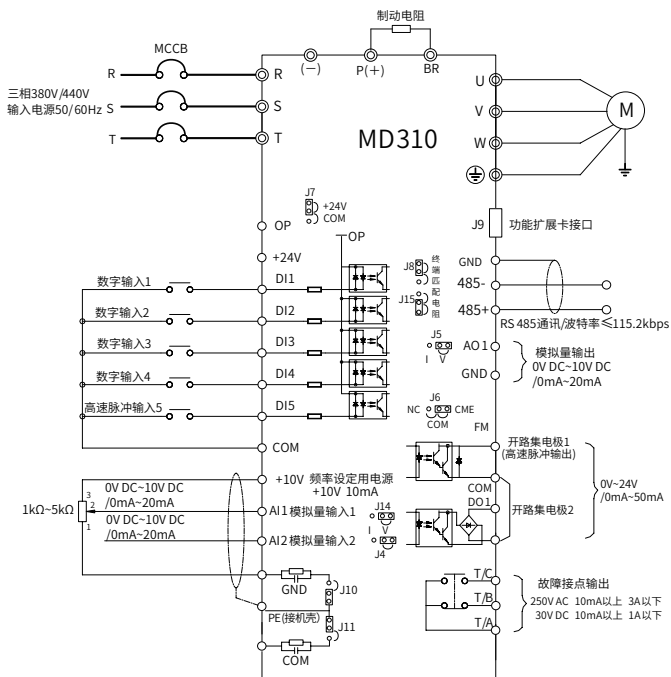 制动电阻
MCCB
R
R
(－)
P(＋)
BR
U
三相380V/440V
输入电源50/60Hz
S
S
V
M
T
T
MD310
W
J7
+24V
COM
OP
OP
J9
功能扩展卡接口
+24V
J8
终端匹配电阻
GND
数字输入1
DI1
485-
J15
数字输入2
DI2
485+
RS 485通讯/波特率≤115.2kbps
数字输入3
DI3
J5
I
V
AO1
模拟量输出
0V DC~10V DC
/0mA~20mA
数字输入4
DI4
GND
高速脉冲输入5
DI5
J6
NC
CME
COM
FM
COM
开路集电极1
(高速脉冲输出)
+10V
频率设定用电源
+10V 10mA
0V~24V
/0mA~50mA
1kΩ~5kΩ
3
2
1
0V DC~10V DC
/0mA~20mA
AI1
模拟量输入1
J14
I
V
COM
DO1
开路集电极2
0V DC~10V DC
/0mA~20mA
AI2
模拟量输入2
J4
GND
J10
T/C
故障接点输出
250V AC 10mA以上 3A以下
30V DC 10mA以上 1A以下
T/B
PE(接机壳)
J11
T/A
COM